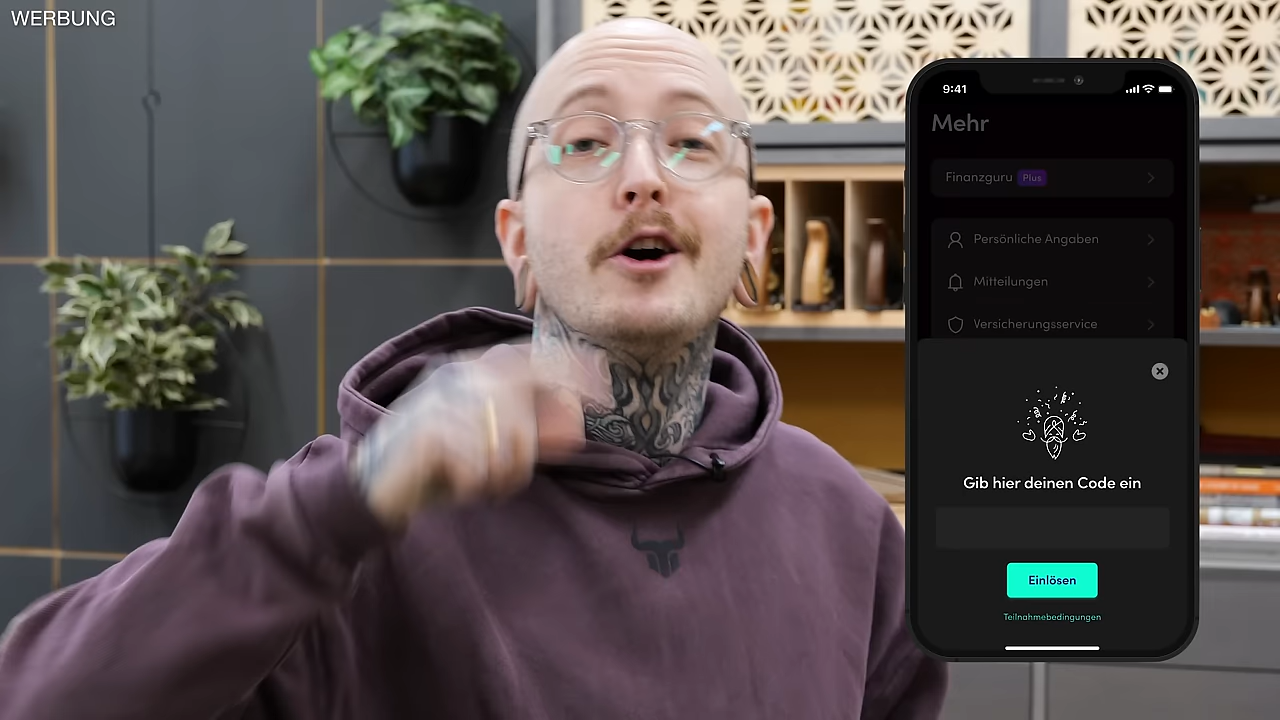 WERBUNG
9:41
Mehr
Finanzguru Plus
Persönliche Angaben
Mitteilungen
Versicherungsservice
Gib hier deinen Code ein
Einlösen
Teilnahmebedingungen